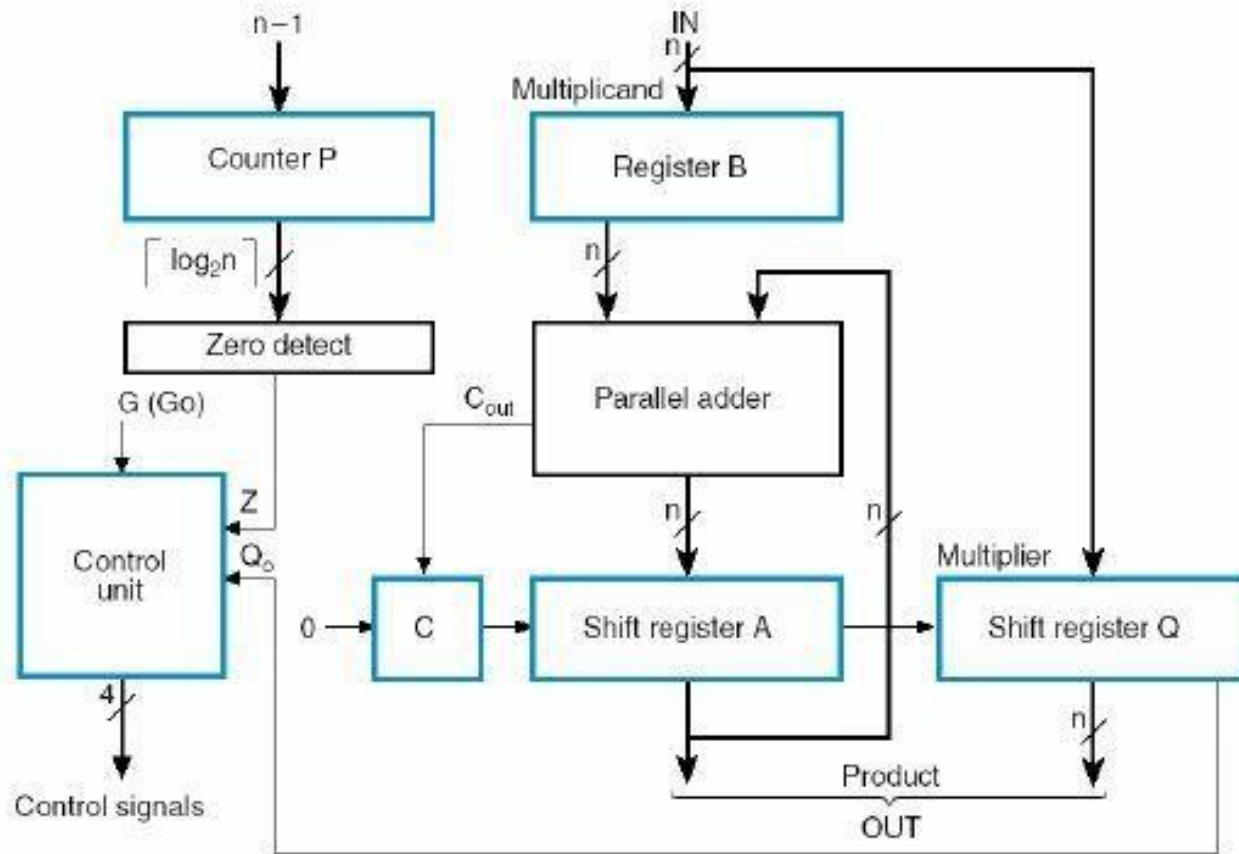 n−1
IN
n
Multiplicand
Counter P
Register B
⌈log₂n⌉
n
Zero detect
G (Go)
C_out
Parallel adder
Z
n
n
Q₀
Multiplier
Control
unit
0
C
Shift register A
Shift register Q
4
n
Product
Control signals
OUT